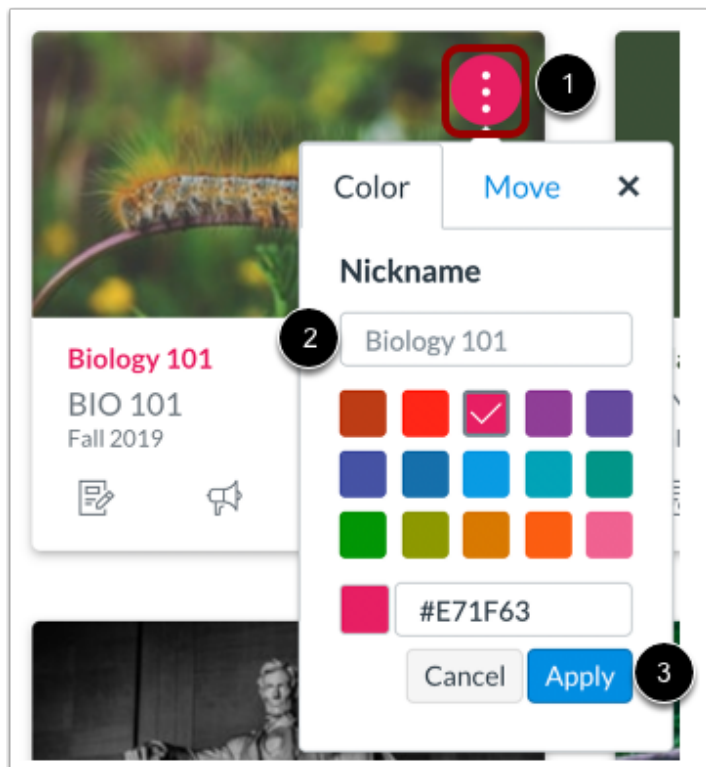 1
Color Move ×
Nickname
2 Biology 101
Biology 101
BIO 101
Fall 2019
#E71F63
Cancel Apply 3